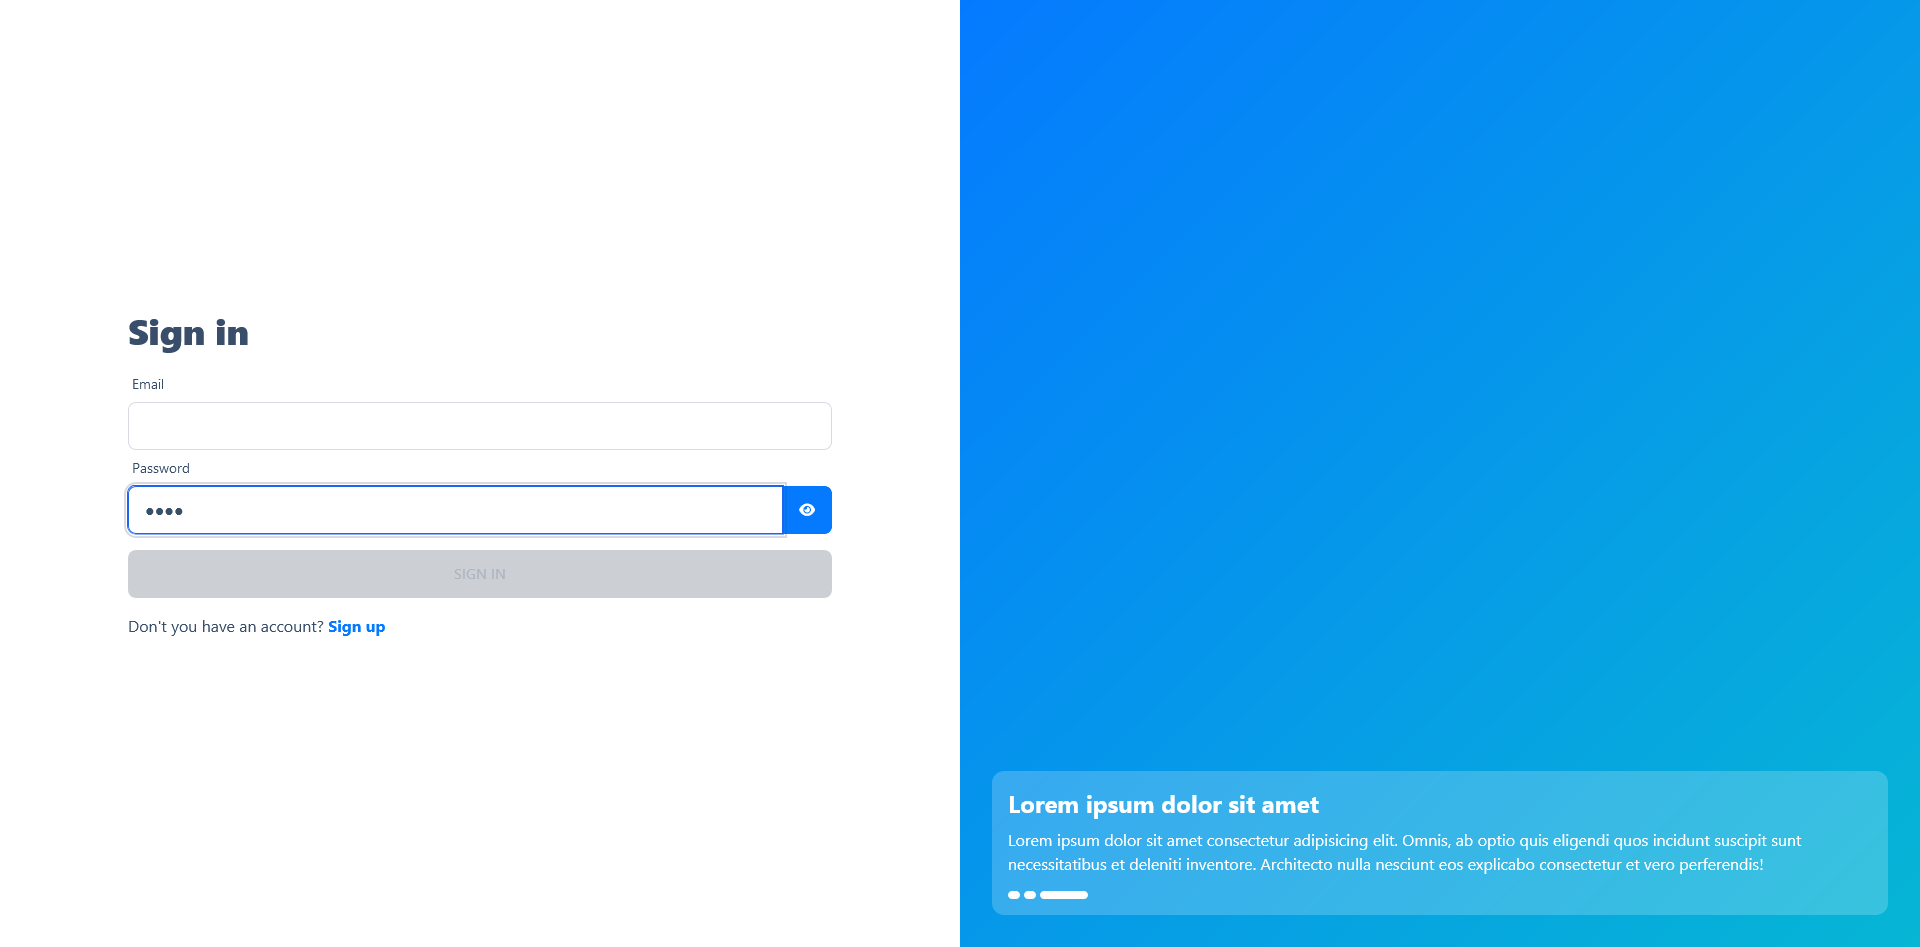 Sign in
Email
Password
••••
SIGN IN
Don't you have an account? Sign up
Lorem ipsum dolor sit amet
Lorem ipsum dolor sit amet consectetur adipisicing elit. Omnis, ab optio quis eligendi quos incidunt suscipit sunt
necessitatibus et deleniti inventore. Architecto nulla nesciunt eos explicabo consectetur et vero perferendis!